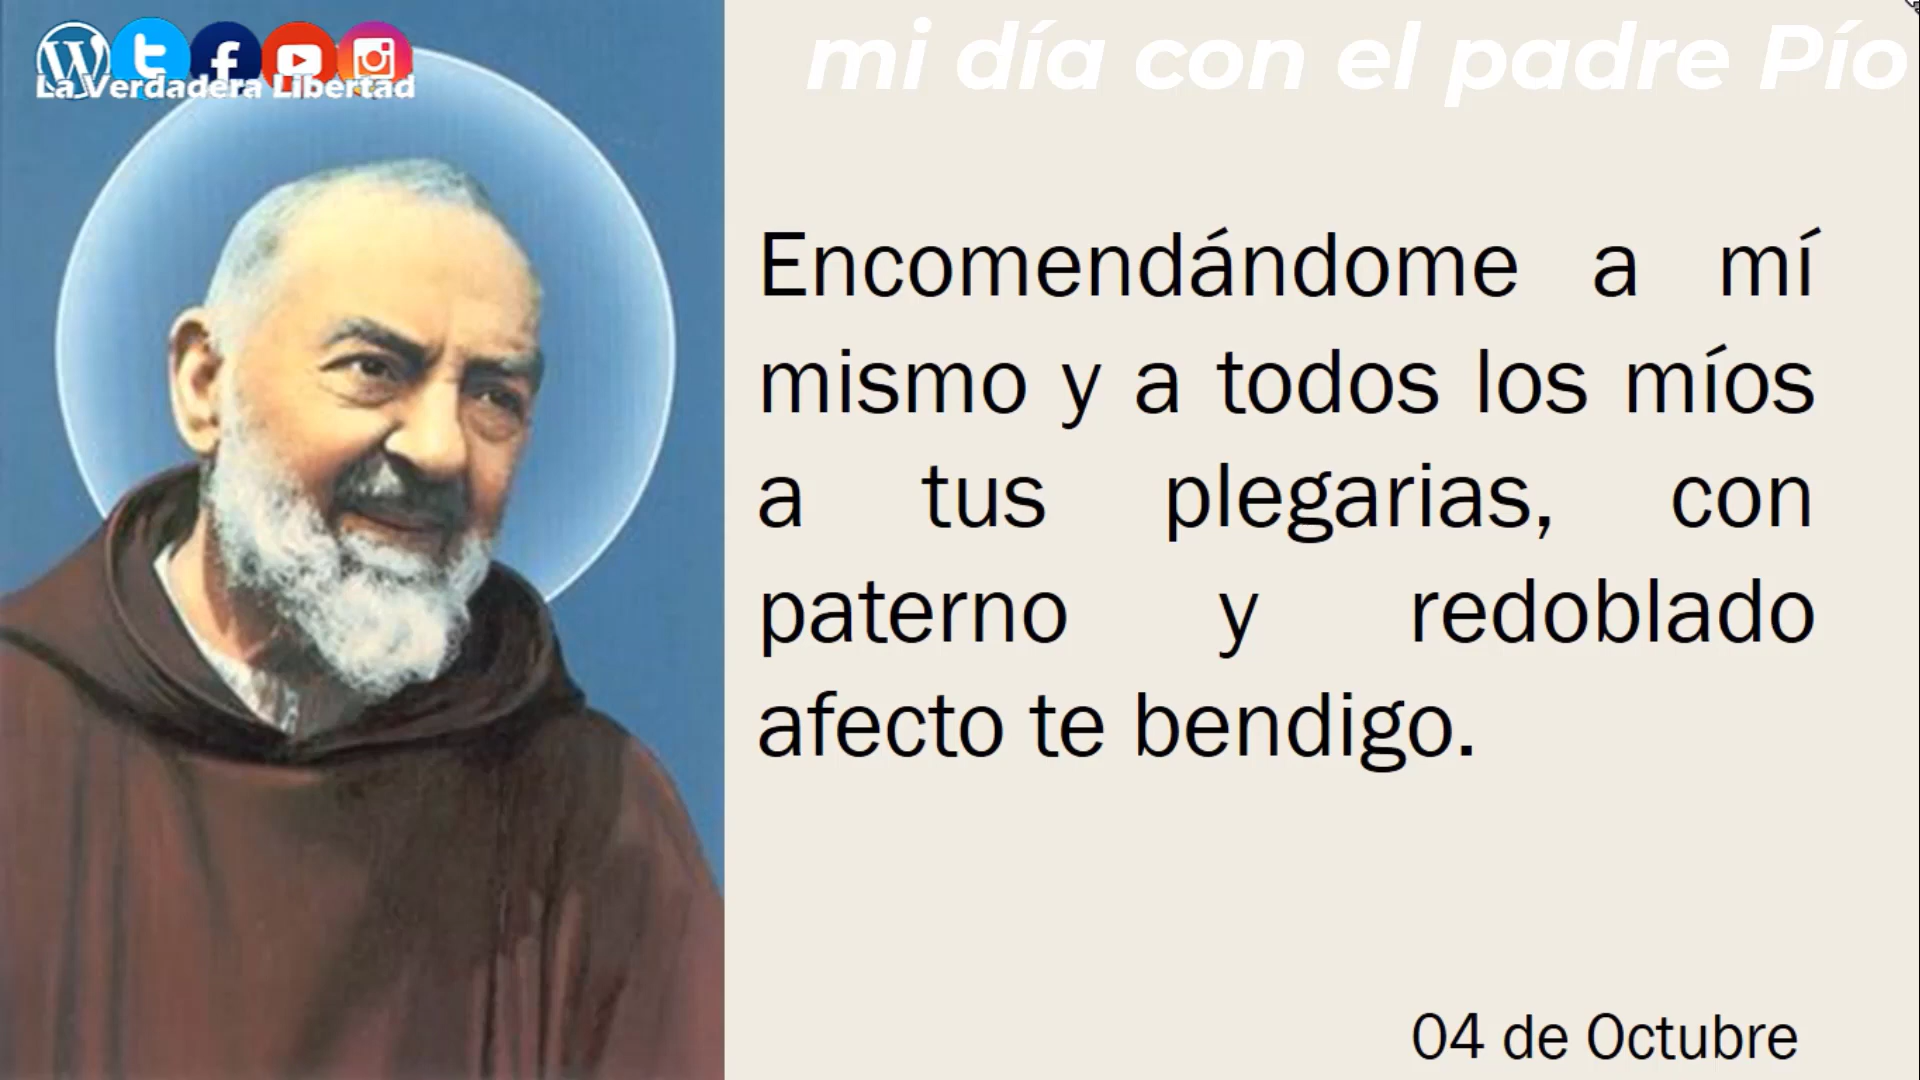 La Verdadera Libertad
mi día con el padre Pío
Encomendándome a mí
mismo y a todos los míos
a tus plegarias, con
paterno y redoblado
afecto te bendigo.
04 de Octubre